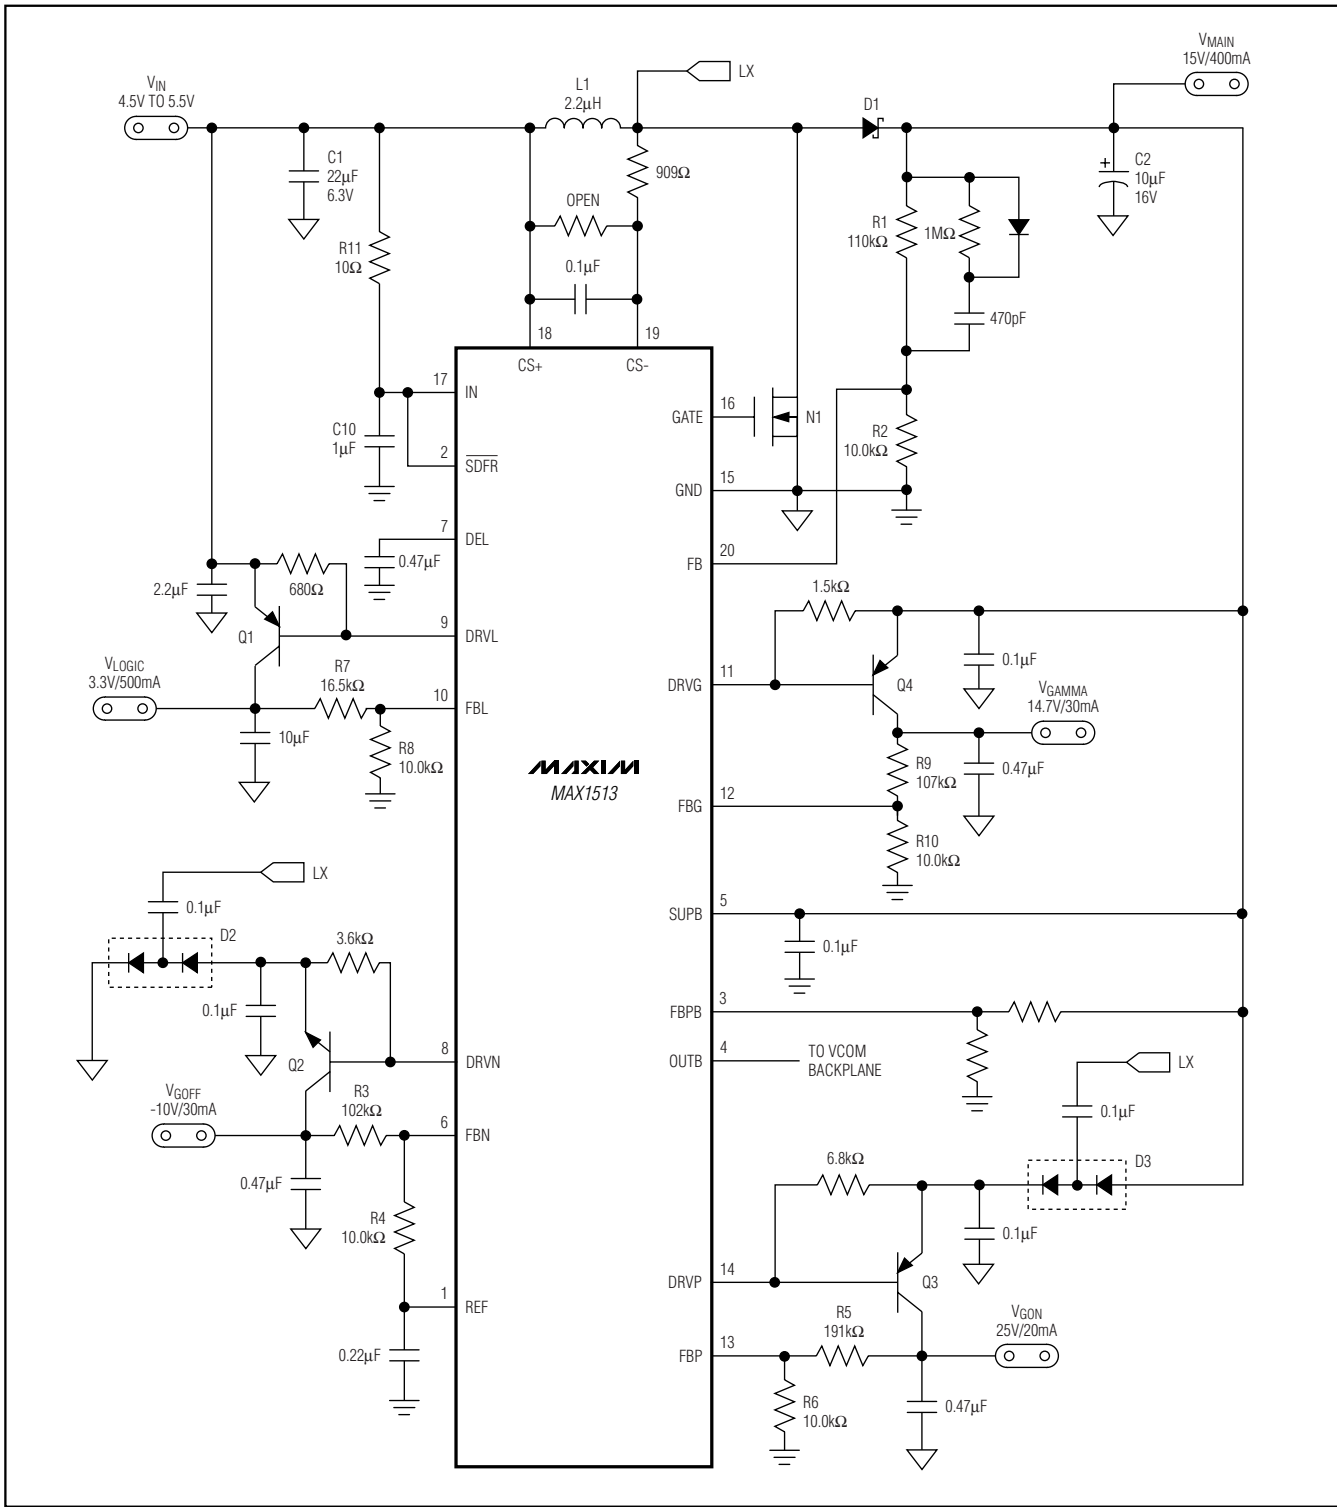 VMAIN
15V/400mA
VIN
4.5V TO 5.5V
L1
2.2μH
LX
D1
C1
22μF
6.3V
909Ω
OPEN
0.1μF
R11
10Ω
R1
110kΩ
1MΩ
C2
10μF
16V
470pF
18
19
CS+
CS-
17
IN
C10
1μF
2
SDFR
16
GATE
N1
R2
10.0kΩ
15
GND
7
DEL
0.47μF
20
FB
2.2μF
680Ω
Q1
9
DRVL
1.5kΩ
0.1μF
11
DRVG
Q4
VLOGIC
3.3V/500mA
R7
16.5kΩ
10
FBL
10μF
R8
10.0kΩ
VGAMMA
14.7V/30mA
R9
107kΩ
0.47μF
MAXIM
MAX1513
12
FBG
R10
10.0kΩ
LX
0.1μF
D2
3.6kΩ
0.1μF
5
SUPB
0.1μF
3
FBPB
4
OUTB
TO VCOM
BACKPLANE
Q2
8
DRVN
LX
0.1μF
VGOFF
-10V/30mA
R3
102kΩ
6
FBN
0.47μF
R4
10.0kΩ
6.8kΩ
D3
0.1μF
14
DRVP
Q3
1
REF
0.22μF
R5
191kΩ
13
FBP
VGON
25V/20mA
R6
10.0kΩ
0.47μF